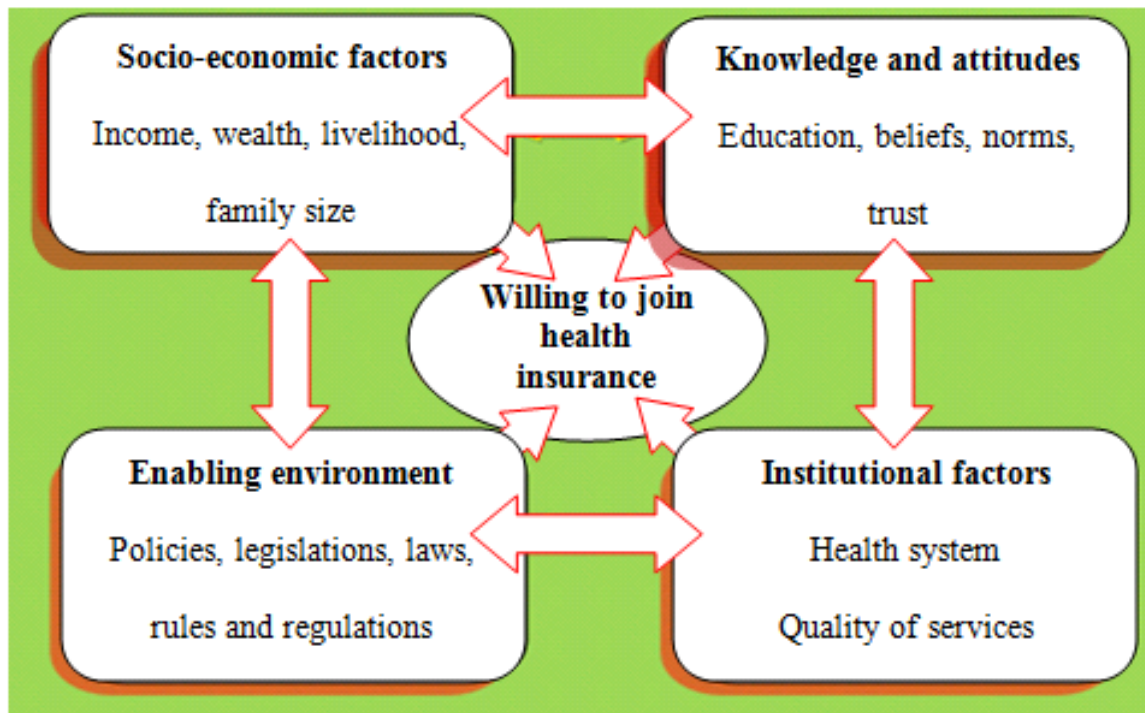 Socio-economic factors
Income, wealth, livelihood,
family size
Knowledge and attitudes
Education, beliefs, norms,
trust
Willing to join
health
insurance
Enabling environment
Policies, legislations, laws,
rules and regulations
Institutional factors
Health system
Quality of services